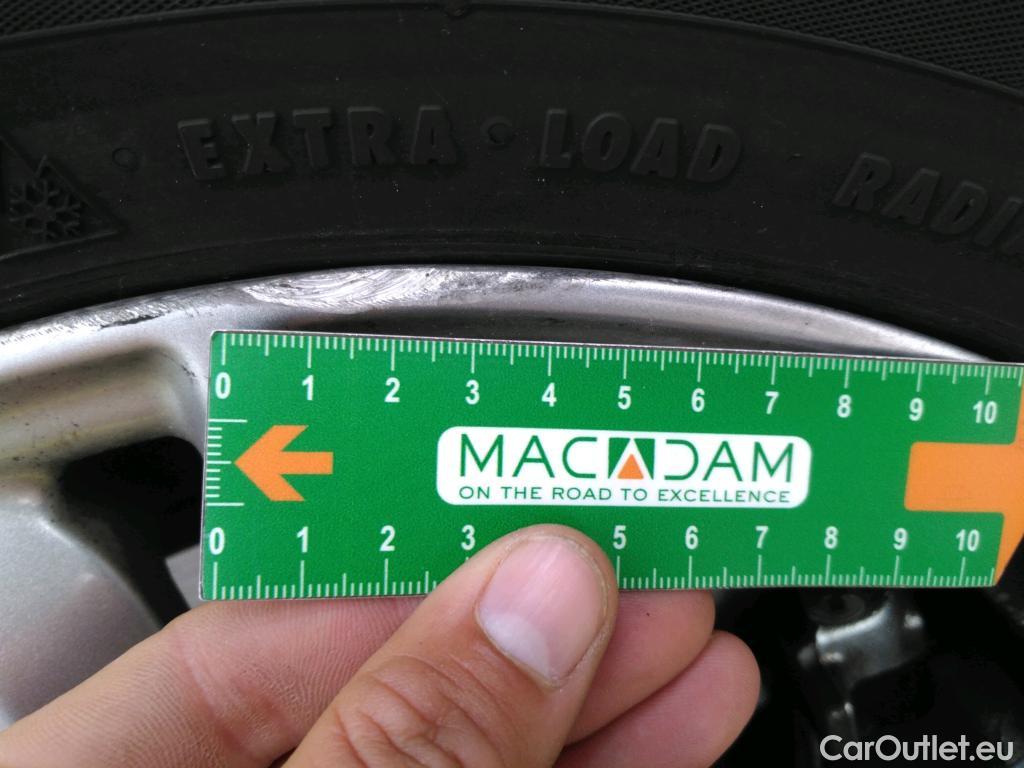 EXTRA • LOAD RADI
0 1 2 3 4 5 6 7 8 9 10
MACADAM
ON THE ROAD TO EXCELLENCE
0 1 2 3 5 6 7 8 9 10
CarOutlet.eu